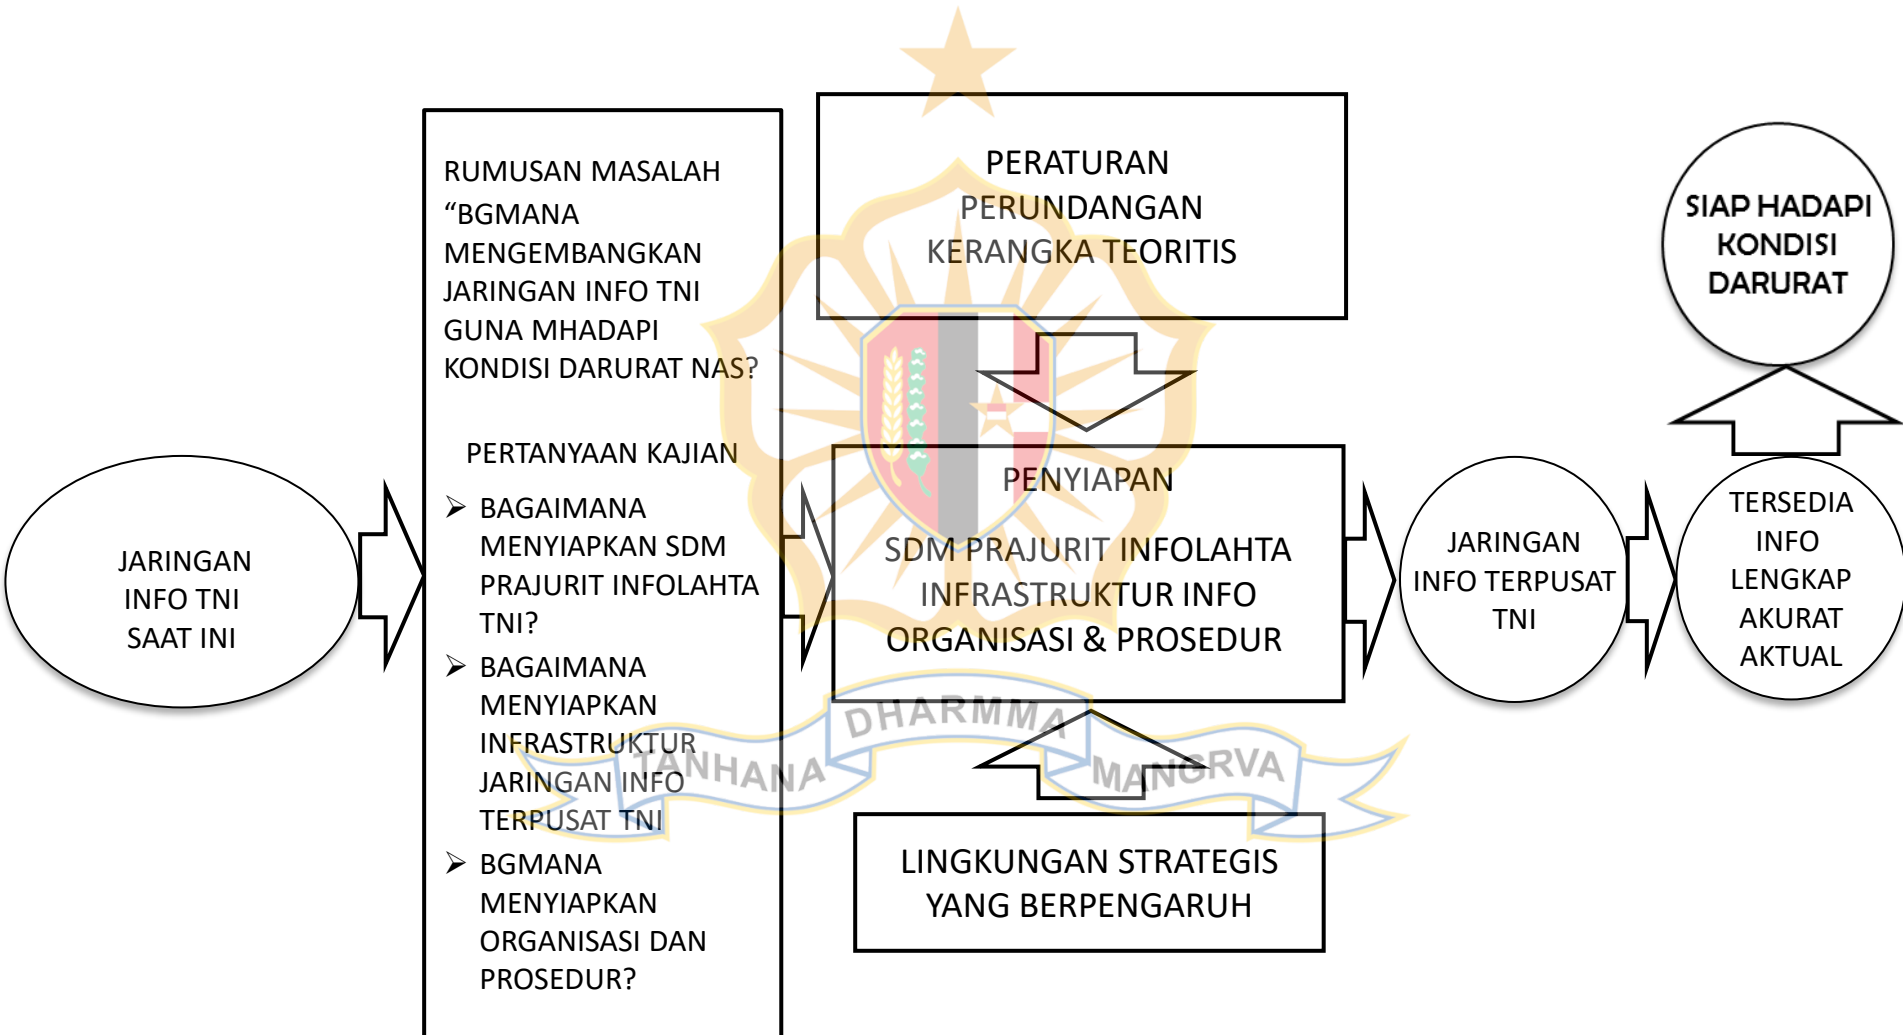 JARINGAN
INFO TNI
SAAT INI
RUMUSAN MASALAH
“BGMANA
MENGEMBANGKAN
JARINGAN INFO TNI
GUNA MHADAPI
KONDISI DARURAT NAS?
PERTANYAAN KAJIAN
➢ BAGAIMANA
MENYIAPKAN SDM
PRAJURIT INFOLAHTA
TNI?
➢ BAGAIMANA
MENYIAPKAN
INFRASTRUKTUR
JARINGAN INFO
TERPUSAT TNI
➢ BGMANA
MENYIAPKAN
ORGANISASI DAN
PROSEDUR?
PERATURAN
PERUNDANGAN
KERANGKA TEORITIS
PENYIAPAN
SDM PRAJURIT INFOLAHTA
INFRASTRUKTUR INFO
ORGANISASI & PROSEDUR
LINGKUNGAN STRATEGIS
YANG BERPENGARUH
JARINGAN
INFO TERPUSAT
TNI
TERSEDIA
INFO
LENGKAP
AKURAT
AKTUAL
SIAP HADAPI
KONDISI
DARURAT
TANHANA DHARMMA MANGRVA